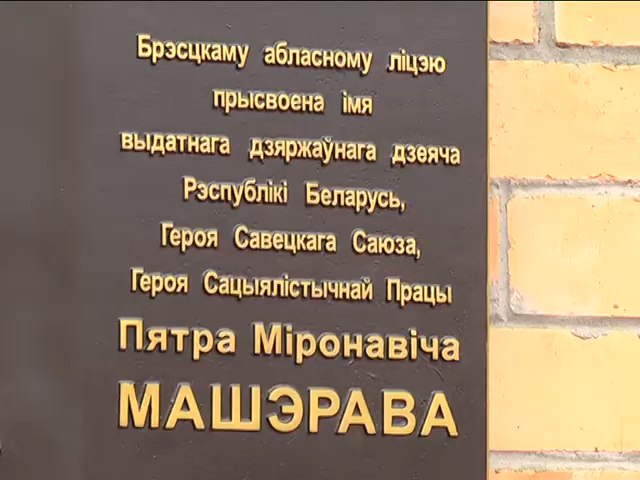 Брэсцкаму абласному ліцэю
прысвоена імя
выдатнага дзяржаўнага дзеяча
Рэспублікі Беларусь,
Героя Савецкага Саюза,
Героя Сацыялістычнай Працы
Пятра Міронавіча
МАШЭРАВА